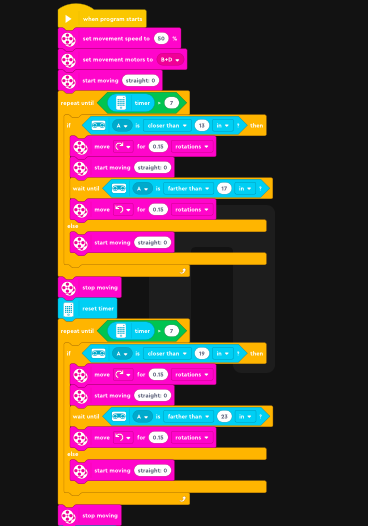 when program starts
set movement speed to 50 %
set movement motors to B+D
start moving straight: 0
repeat until timer > 7
if A is closer than 13 in ? then
move for 0.15 rotations
start moving straight: 0
wait until A is farther than 17 in ?
move for 0.15 rotations
else
start moving straight: 0
stop moving
reset timer
repeat until timer > 7
if A is closer than 19 in ? then
move for 0.15 rotations
start moving straight: 0
wait until A is farther than 23 in ?
move for 0.15 rotations
else
start moving straight: 0
stop moving